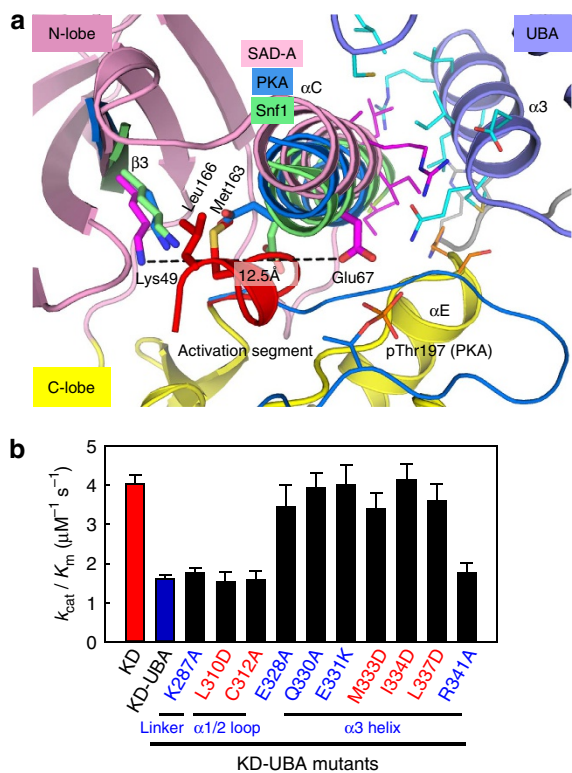 a
N-lobe
SAD-A
PKA
Snf1
αC
UBA
α3
β3
Leu166
Met163
Lys49
12.5Å
Glu67
αE
Activation segment
pThr197 (PKA)
C-lobe
b
kcat / Km (μM−1 s−1)
5
4
3
2
1
0
KD
KD-UBA
K287A
L310D
C312A
E328A
Q330A
E331K
M333D
I334D
L337D
R341A
Linker
α1/2 loop
α3 helix
KD-UBA mutants